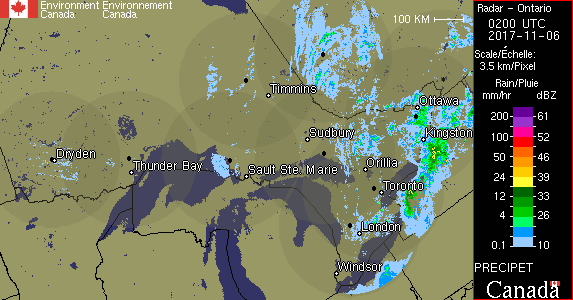 Environment Environnement
Canada Canada
100 KM
Timmins
Ottawa
Sudbury
Kingston
Dryden
Thunder Bay
Sault Ste. Marie
Orillia
Toronto
London
Windsor
Radar - Ontario
0200 UTC
2017-11-06
Scale/Échelle:
3.5 km/Pixel
Rain/Pluie
mm/hr dBZ
200 61
100 52
50 46
24 39
12 33
4 26
0.1 10
PRECIPET
Canada